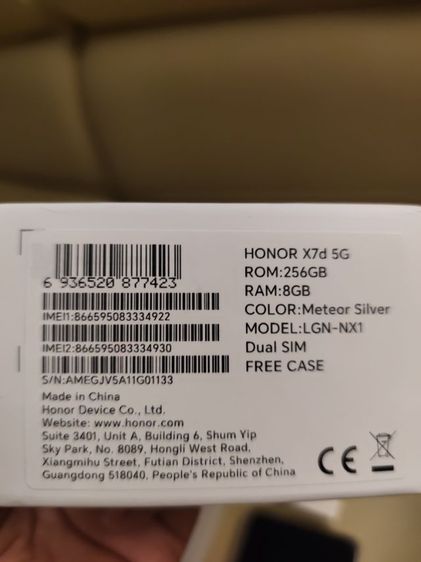 6 936520 877423
IMEI1:866595083334922
IMEI2:866595083334930
S/N:AMEGJV5A11G01133
HONOR X7d 5G
ROM:256GB
RAM:8GB
COLOR:Meteor Silver
MODEL:LGN-NX1
Dual SIM
FREE CASE
Made in China
Honor Device Co., Ltd.
Website: www.honor.com
Suite 3401, Unit A, Building 6, Shum Yip
Sky Park, No. 8089, Hongli West Road,
Xiangmihu Street, Futian District, Shenzhen,
Guangdong 518040, People's Republic of China
CE